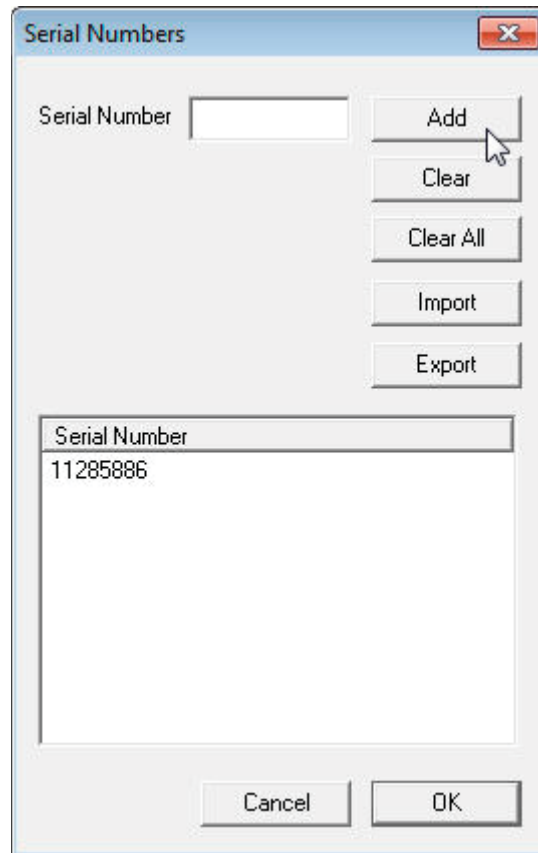 Serial Numbers
Serial Number
Add
Clear
Clear All
Import
Export
Serial Number
11285886
Cancel
OK